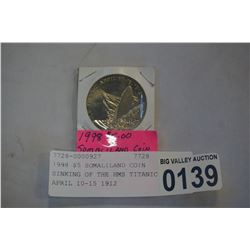 1998 $5.00
SOMALILAND COIN
7728-0000927 7728
1998 $5 SOMALILAND COIN
SINKING OF THE HMS TITANIC
APRIL 10-15 1912
BIG VALLEY AUCTION
0139